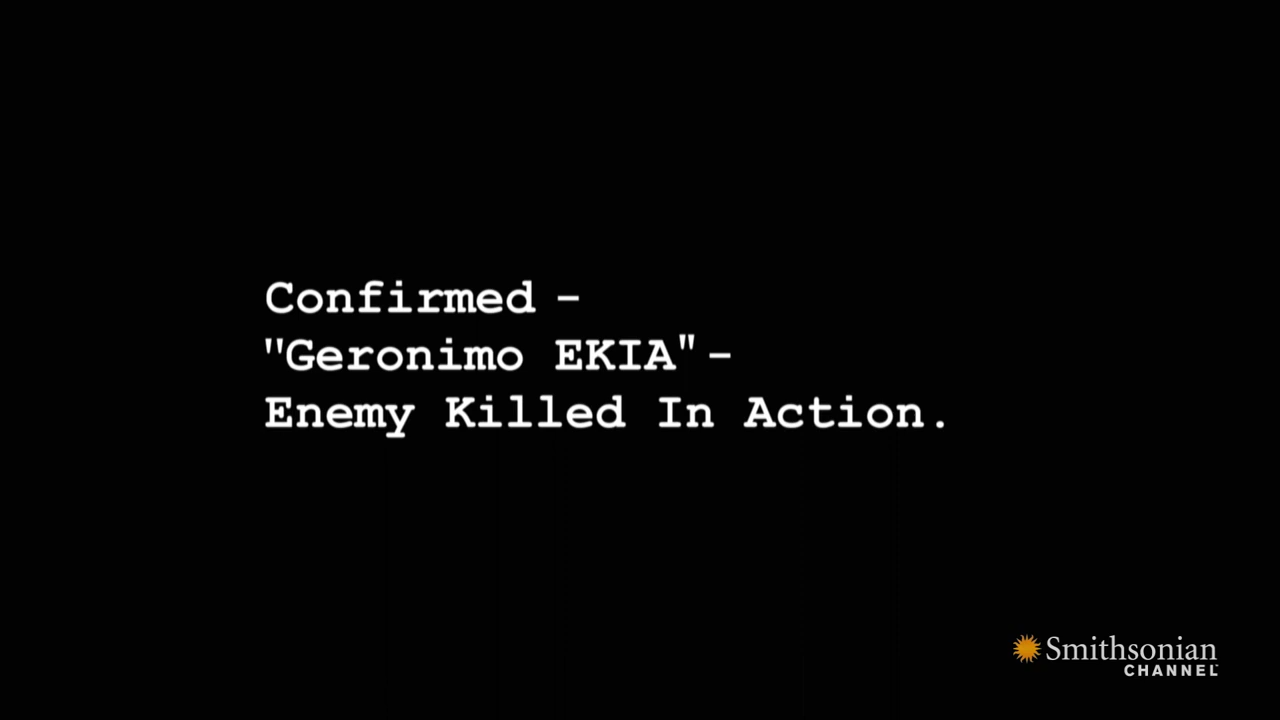 Confirmed -
"Geronimo EKIA" -
Enemy Killed In Action.
Smithsonian
CHANNEL